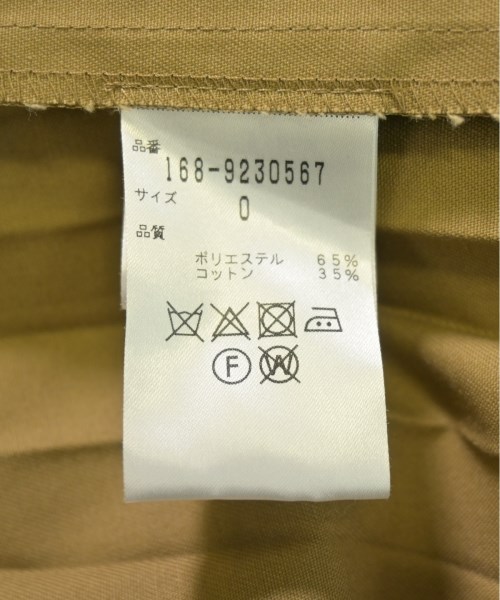 品番
168-9230567
サイズ
0
品質
ポリエステル 65%
コットン 35%
F W